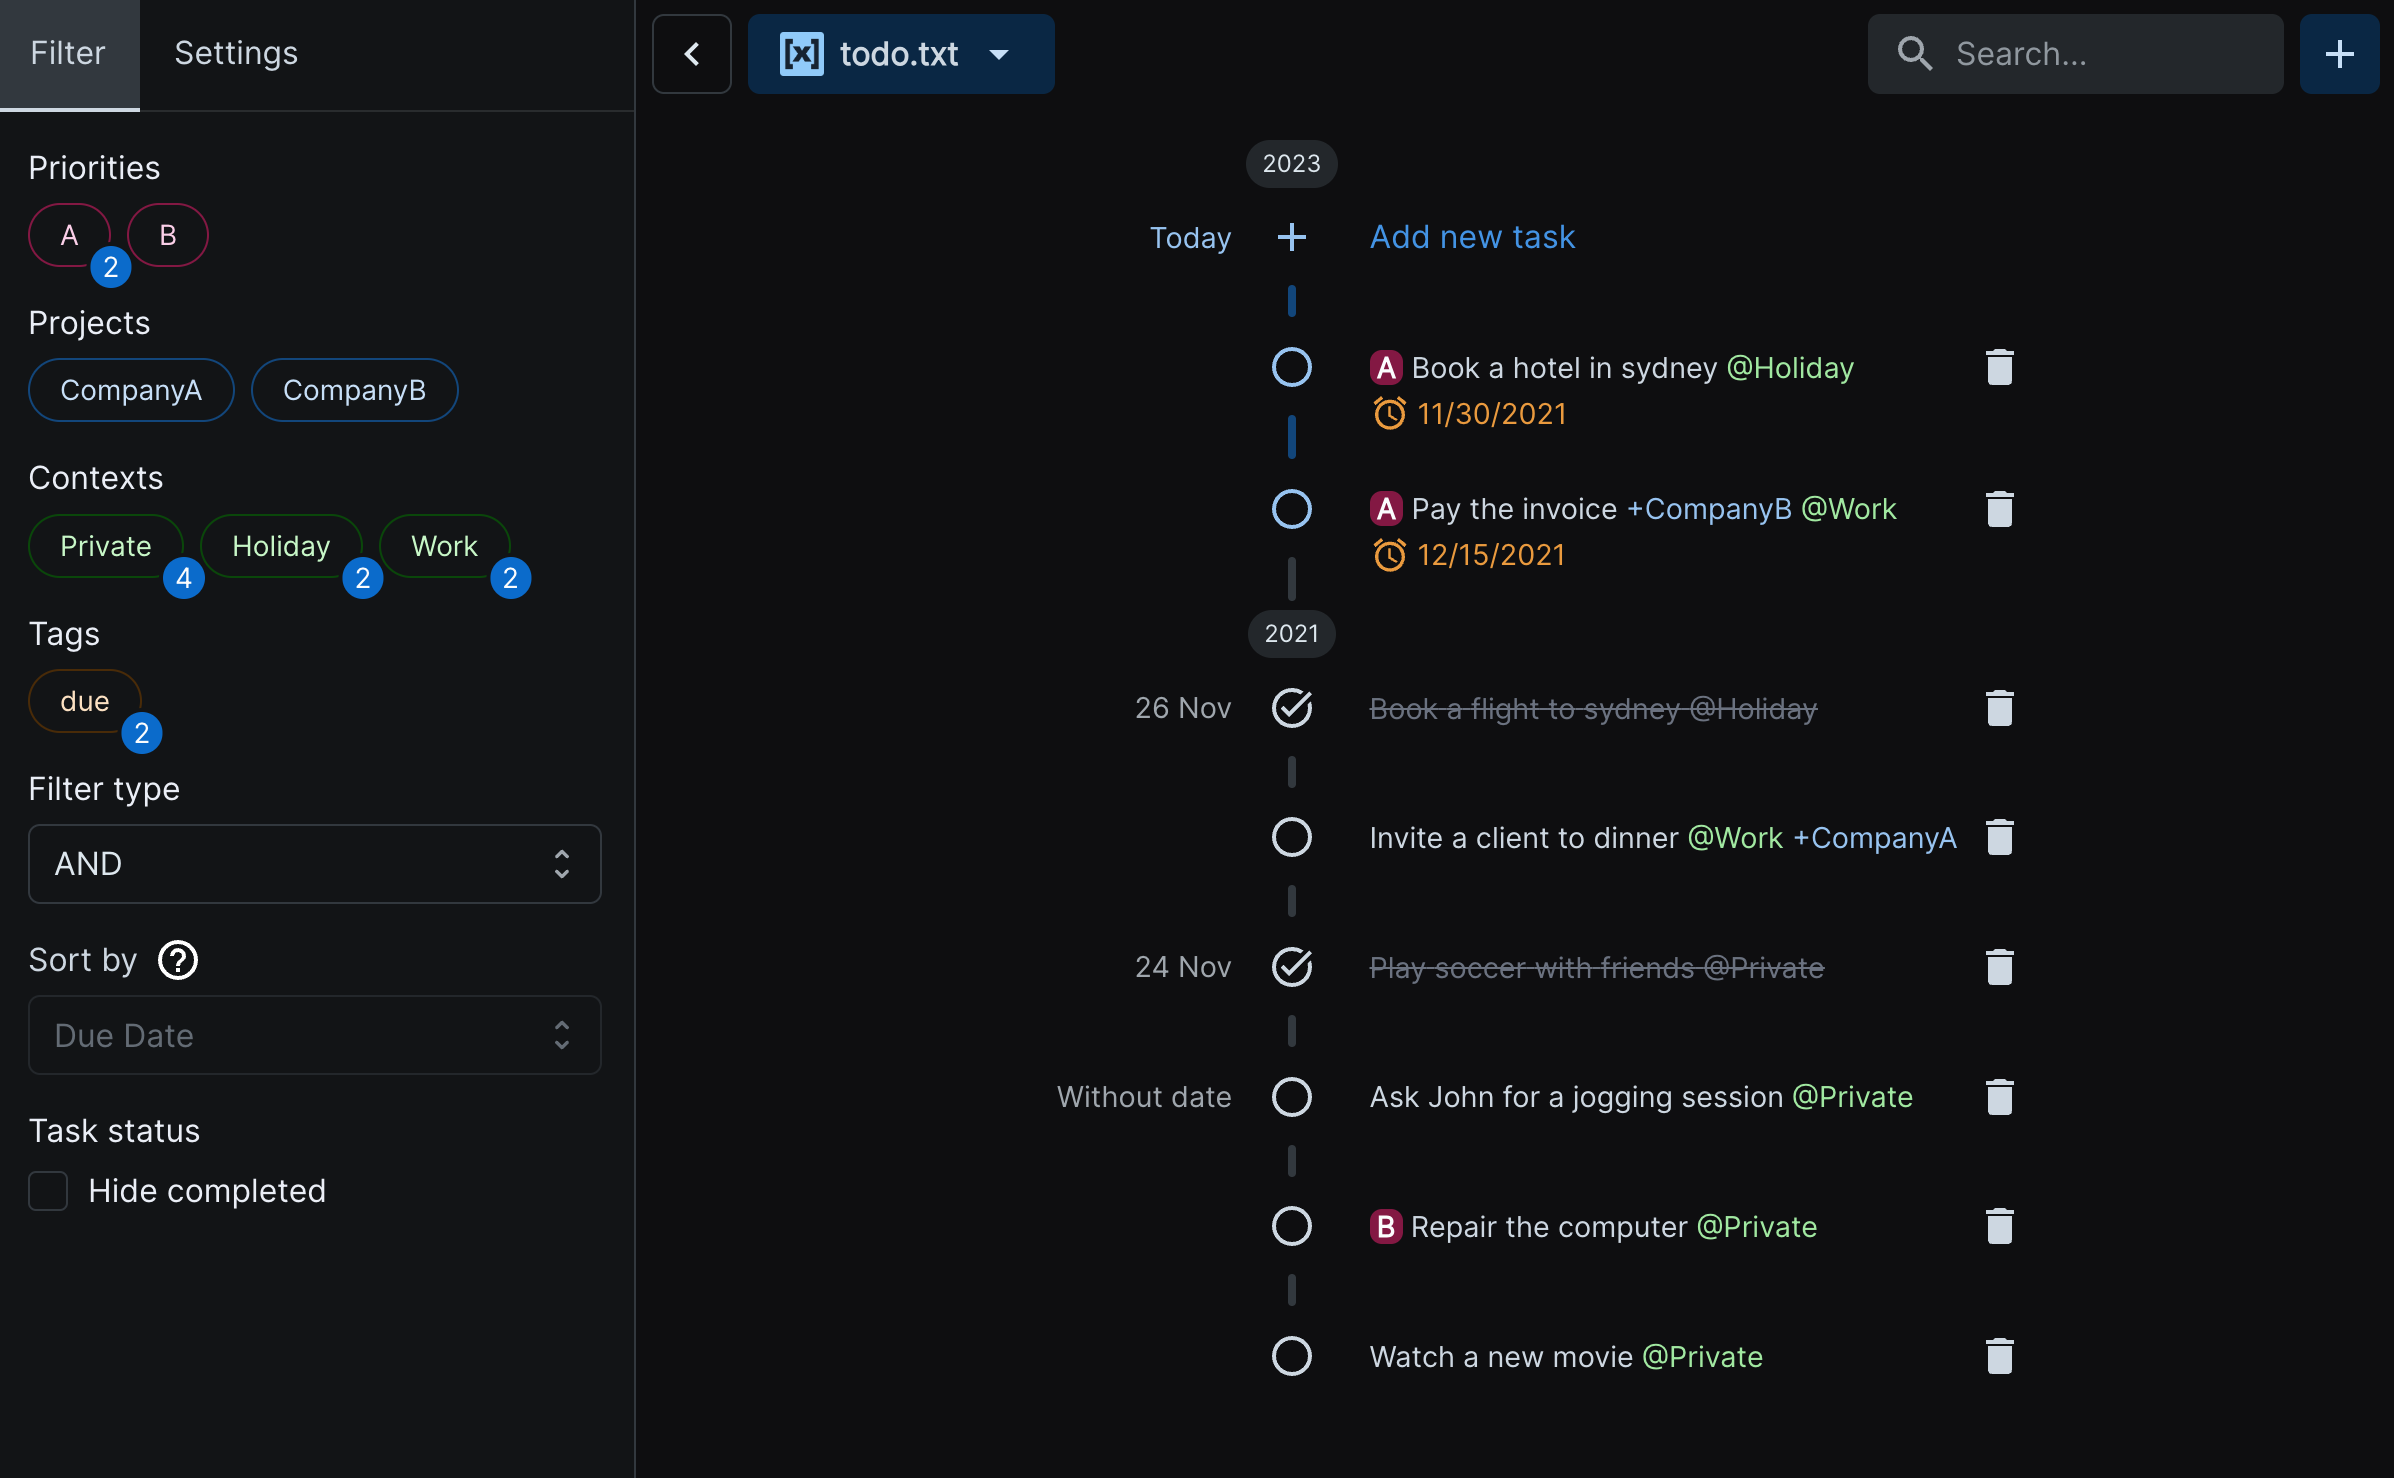 Filter Settings
Priorities
A 2 B
Projects
CompanyA CompanyB
Contexts
Private 4 Holiday 2 Work 2
Tags
due 2
Filter type
AND
Sort by ?
Due Date
Task status
Hide completed
[x] todo.txt
Search...
2023
Today Add new task
A Book a hotel in sydney @Holiday
11/30/2021
A Pay the invoice +CompanyB @Work
12/15/2021
2021
26 Nov Book a flight to sydney @Holiday
Invite a client to dinner @Work +CompanyA
24 Nov Play soccer with friends @Private
Without date Ask John for a jogging session @Private
B Repair the computer @Private
Watch a new movie @Private